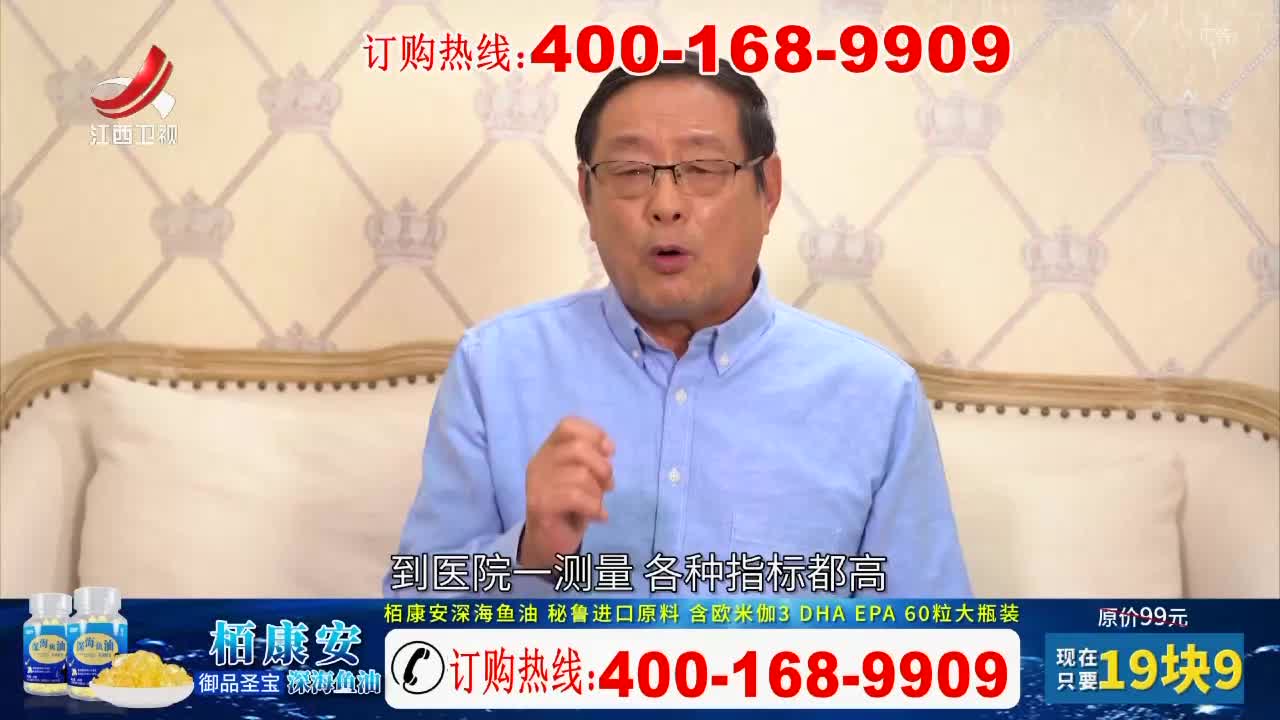 订购热线:400-168-9909
江西卫视
到医院一测量 各种指标都高
栢康安深海鱼油 秘鲁进口原料 含欧米伽3 DHA EPA 60粒大瓶装
原价99元
栢康安
御品圣宝 深海鱼油
订购热线:400-168-9909
现在
只要19块9
深海鱼油